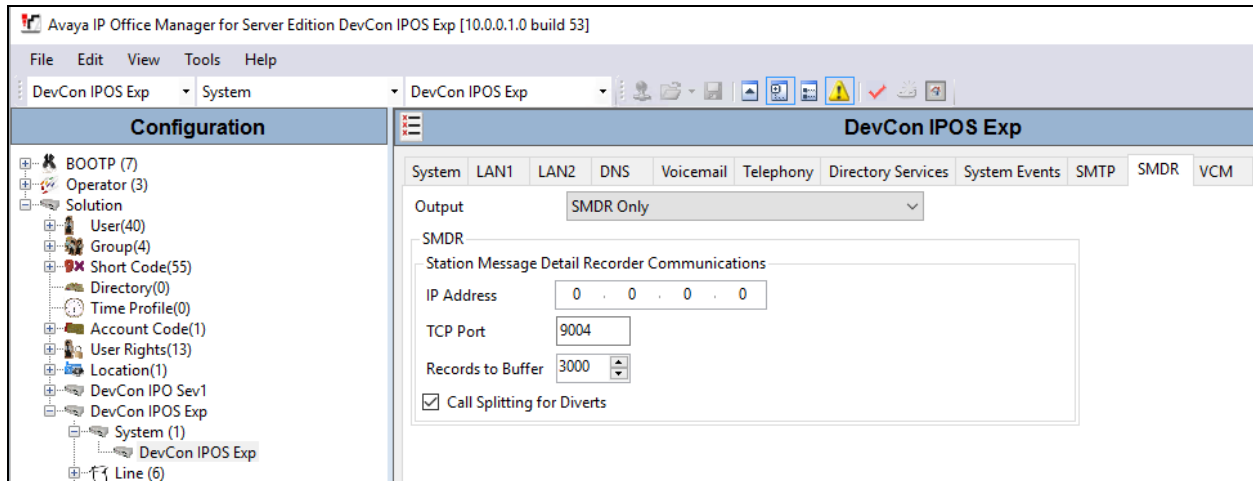 Avaya IP Office Manager for Server Edition DevCon IPOS Exp [10.0.0.1.0 build 53]
File Edit View Tools Help
DevCon IPOS Exp System DevCon IPOS Exp
Configuration
DevCon IPOS Exp
BOOTP (7)
Operator (3)
Solution
User(40)
Group(4)
Short Code(55)
Directory(0)
Time Profile(0)
Account Code(1)
User Rights(13)
Location(1)
DevCon IPO Sev1
DevCon IPOS Exp
System (1)
DevCon IPOS Exp
Line (6)
System LAN1 LAN2 DNS Voicemail Telephony Directory Services System Events SMTP SMDR VCM
Output SMDR Only
SMDR
Station Message Detail Recorder Communications
IP Address 0 . 0 . 0 . 0
TCP Port 9004
Records to Buffer 3000
Call Splitting for Diverts